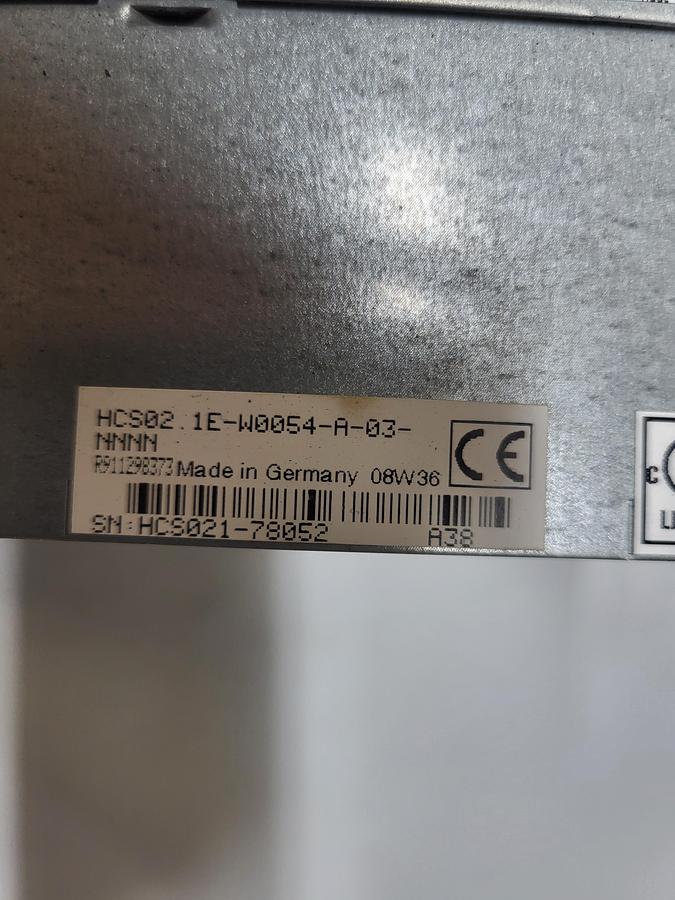 HCS02.1E-W0054-A-03-
NNNN
R911298373 Made in Germany 08W36
CE
SN:HCS021-78052 A38
C